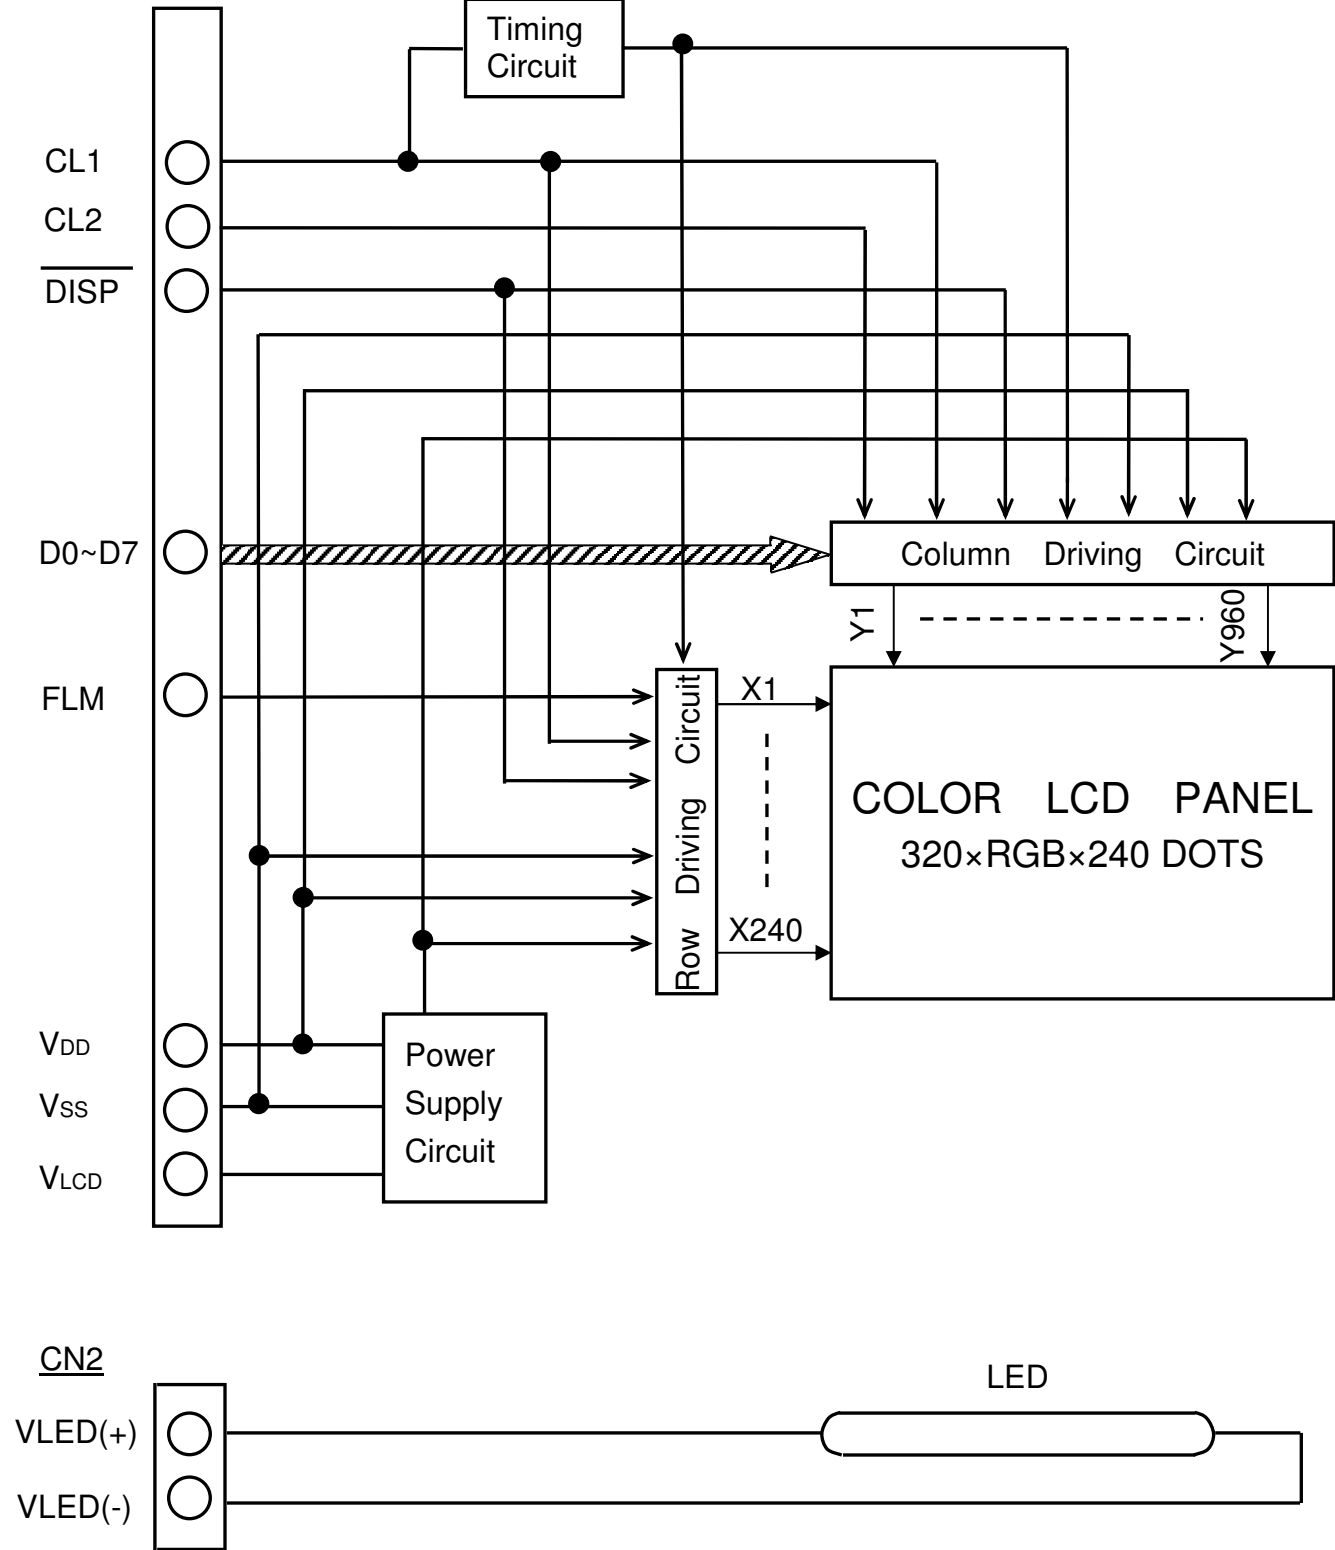 Timing
Circuit
CL1
CL2
DISP
D0~D7
Column Driving Circuit
Y1
Y960
FLM
X1
Row Driving Circuit
COLOR LCD PANEL
320×RGB×240 DOTS
X240
VDD
Power
Supply
Circuit
VSS
VLCD
CN2
LED
VLED(+)
VLED(-)